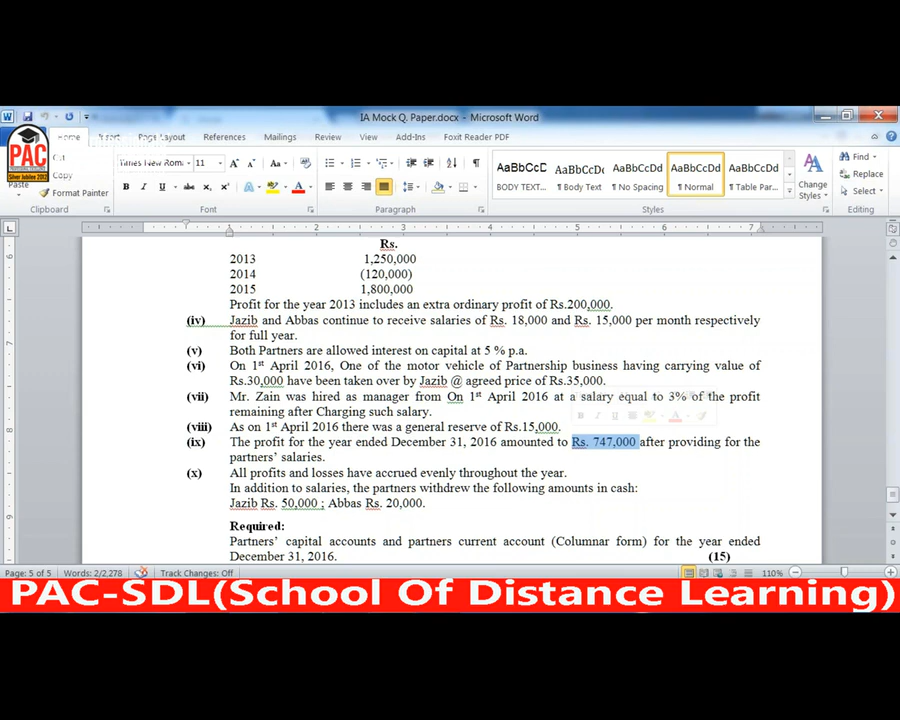 IA Mock Q. Paper.docx - Microsoft Word
PAC
Silver Jubilee 2012
Home Insert Page Layout References Mailings Review View Add-Ins Foxit Reader PDF
Cut
Copy
Paste
Format Painter
Clipboard
Times New Roma 11
Font
Paragraph
AaBbCcD AaBbCcDd AaBbCcDd AaBbCcDd AaBbCcDd
BODY TEXT... ¶ Body Text ¶ No Spacing ¶ Normal ¶ Table Par...
Change Styles
Styles
Find
Replace
Select
Editing
Rs.
2013 1,250,000
2014 (120,000)
2015 1,800,000
Profit for the year 2013 includes an extra ordinary profit of Rs.200,000.
(iv) Jazib and Abbas continue to receive salaries of Rs. 18,000 and Rs. 15,000 per month respectively
for full year.
(v) Both Partners are allowed interest on capital at 5 % p.a.
(vi) On 1st April 2016, One of the motor vehicle of Partnership business having carrying value of
Rs.30,000 have been taken over by Jazib @ agreed price of Rs.35,000.
(vii) Mr. Zain was hired as manager from On 1st April 2016 at a salary equal to 3% of the profit
remaining after Charging such salary.
(viii) As on 1st April 2016 there was a general reserve of Rs.15,000.
(ix) The profit for the year ended December 31, 2016 amounted to Rs. 747,000 after providing for the
partners' salaries.
(x) All profits and losses have accrued evenly throughout the year.
In addition to salaries, the partners withdrew the following amounts in cash:
Jazib Rs. 50,000 ; Abbas Rs. 20,000.
Required:
Partners' capital accounts and partners current account (Columnar form) for the year ended
December 31, 2016. (15)
Page: 5 of 5 Words: 2/2,278 Track Changes: Off 110%
PAC-SDL(School Of Distance Learning)